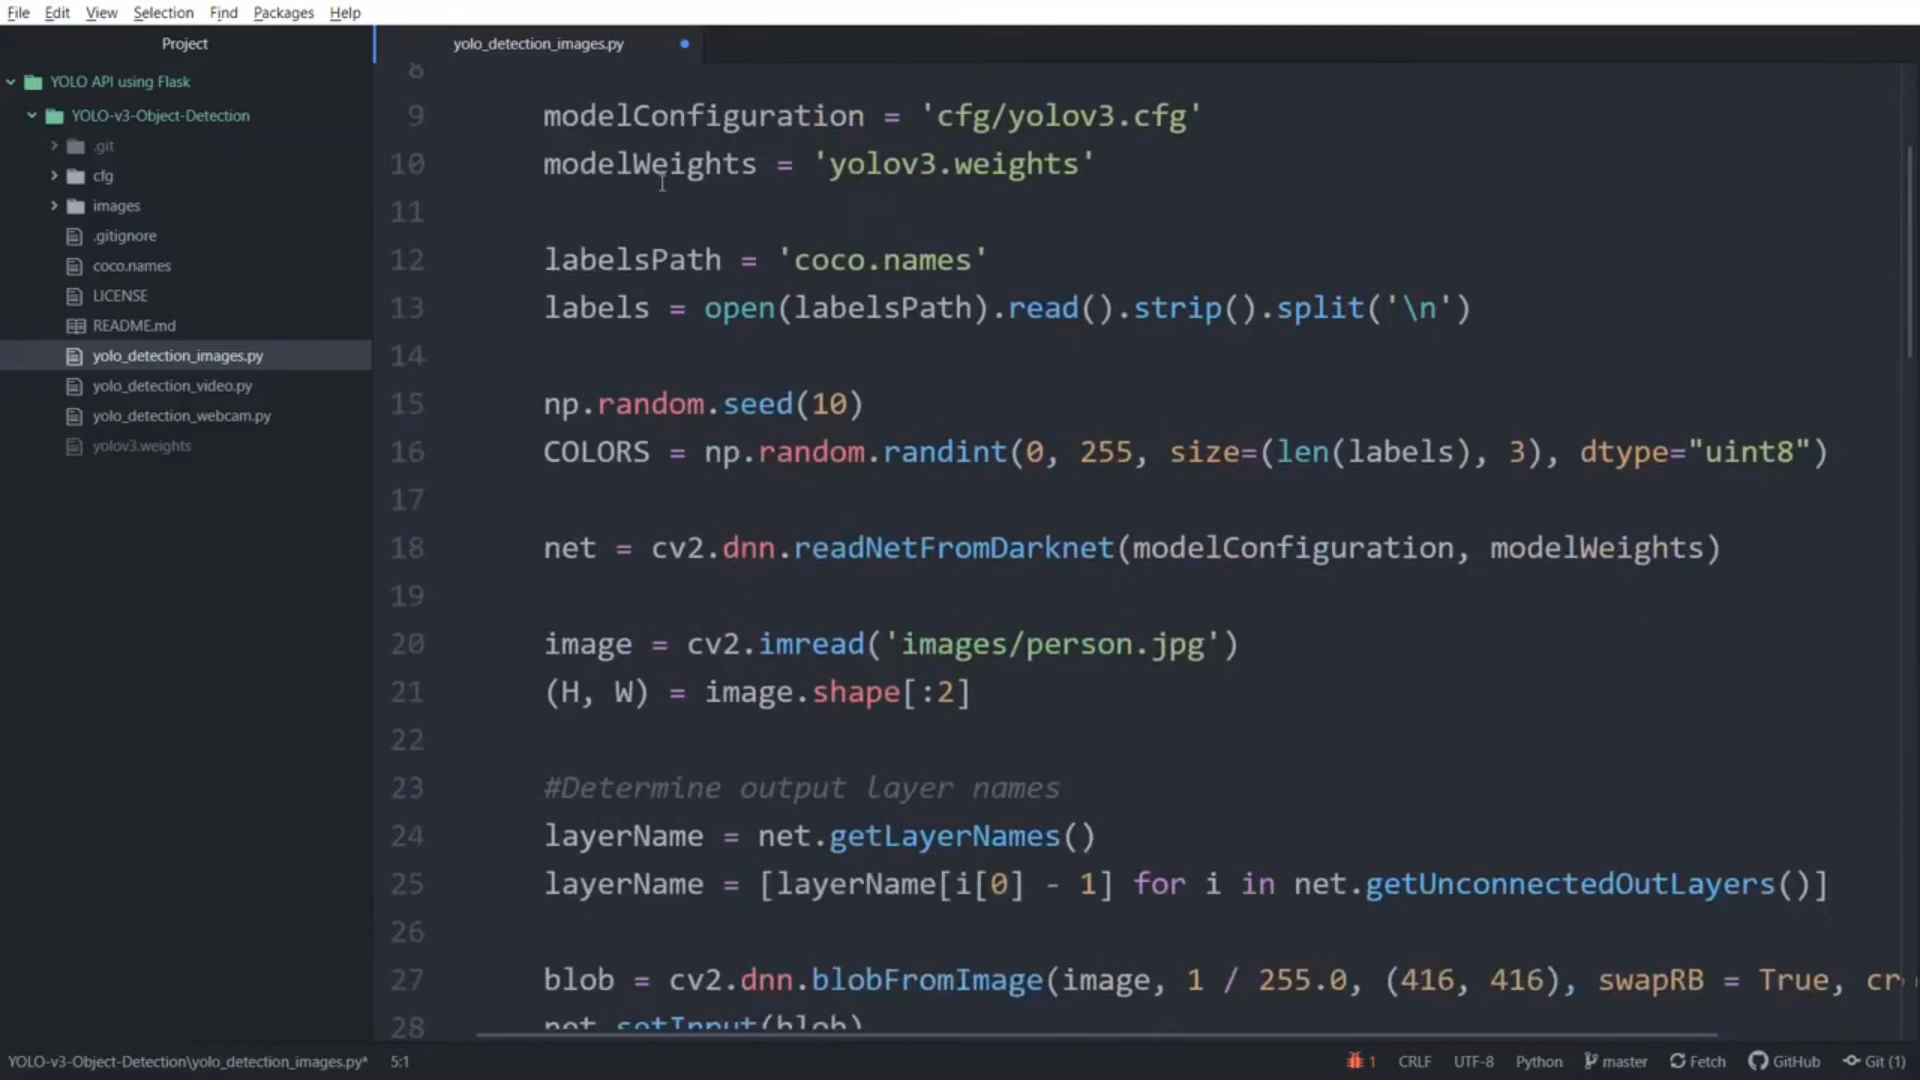 File Edit View Selection Find Packages Help
Project
YOLO API using Flask
YOLO-v3-Object-Detection
.git
cfg
images
.gitignore
coco.names
LICENSE
README.md
yolo_detection_images.py
yolo_detection_video.py
yolo_detection_webcam.py
yolov3.weights
yolo_detection_images.py
8
9 modelConfiguration = 'cfg/yolov3.cfg'
10 modelWeights = 'yolov3.weights'
11
12 labelsPath = 'coco.names'
13 labels = open(labelsPath).read().strip().split('\n')
14
15 np.random.seed(10)
16 COLORS = np.random.randint(0, 255, size=(len(labels), 3), dtype="uint8")
17
18 net = cv2.dnn.readNetFromDarknet(modelConfiguration, modelWeights)
19
20 image = cv2.imread('images/person.jpg')
21 (H, W) = image.shape[:2]
22
23 #Determine output layer names
24 layerName = net.getLayerNames()
25 layerName = [layerName[i[0] - 1] for i in net.getUnconnectedOutLayers()]
26
27 blob = cv2.dnn.blobFromImage(image, 1 / 255.0, (416, 416), swapRB = True, cr
28 net.setInput(blob)
YOLO-v3-Object-Detection\yolo_detection_images.py* 5:1 1 CRLF UTF-8 Python master Fetch GitHub Git (1)